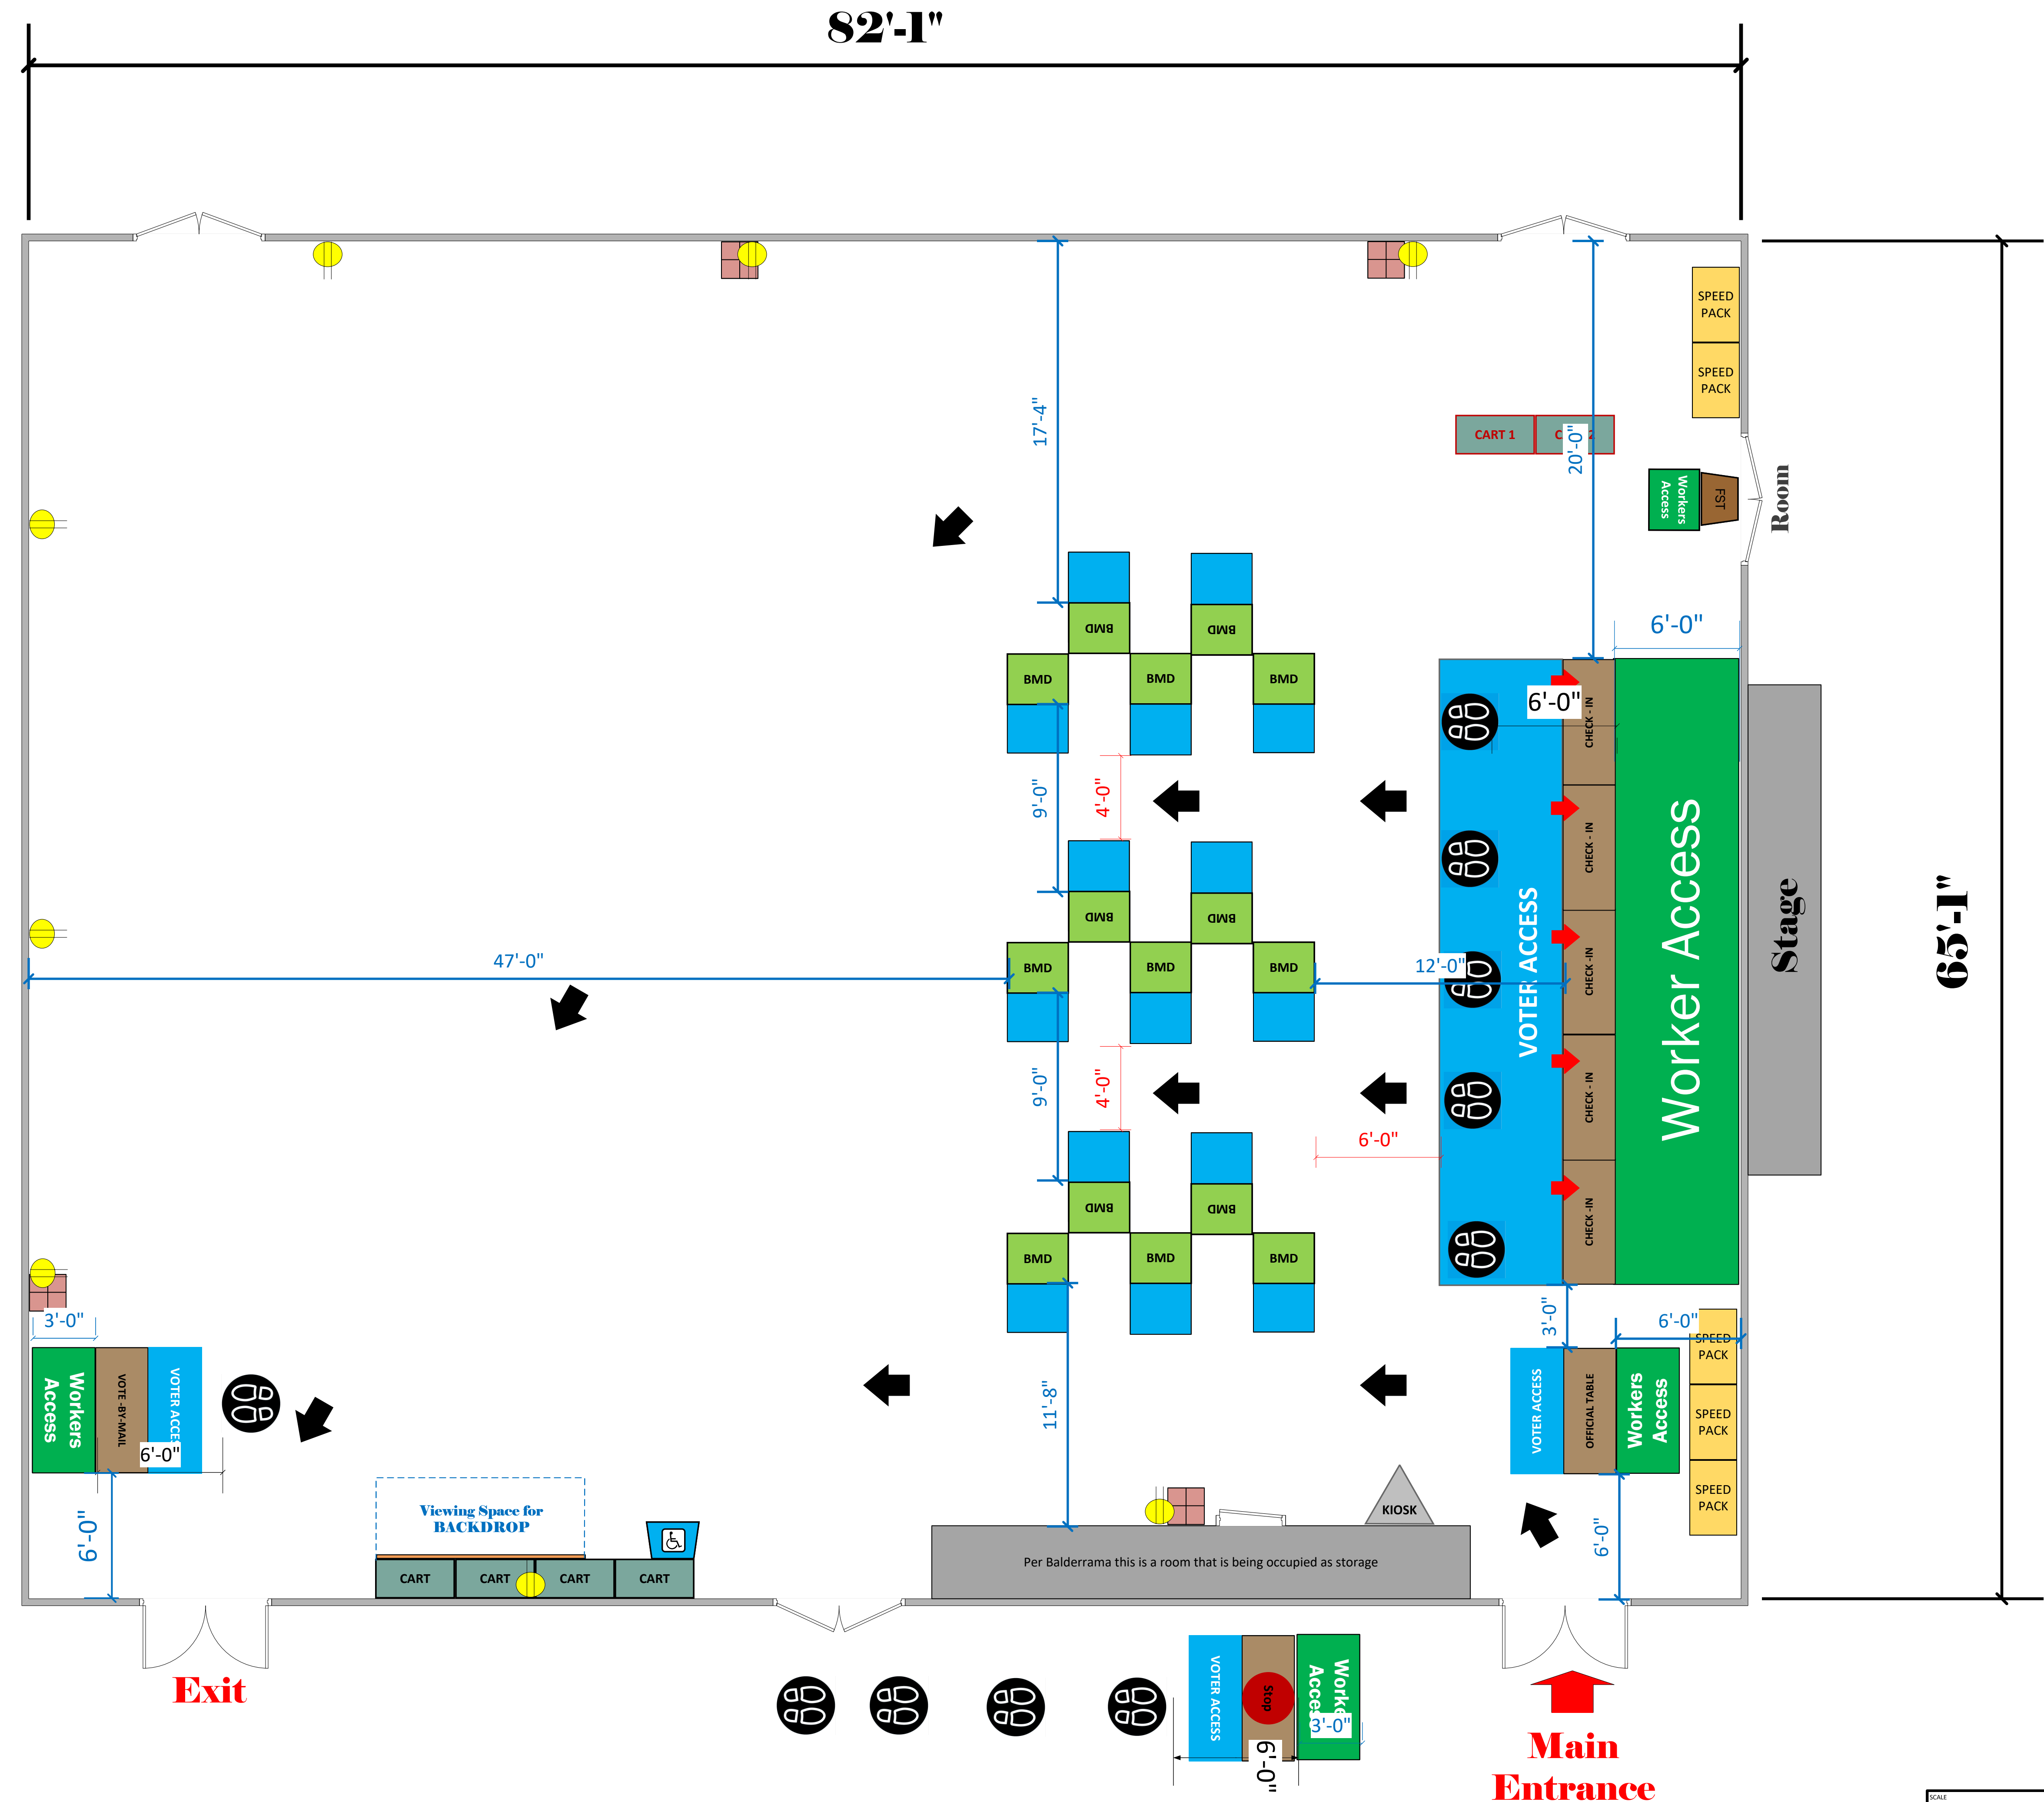 82'-1"
SPEED
PACK
SPEED
PACK
17'-4"
CART 1
20'-0"
Workers
Access
FST
Room
BMD
BMD
BMD
BMD
BMD
6'-0"
6'-0"
CHECK - IN
9'-0"
4'-0"
CHECK - IN
VOTER ACCESS
Worker Access
Stage
65'-1"
BMD
BMD
47'-0"
BMD
BMD
BMD
12'-0"
CHECK -IN
9'-0"
4'-0"
CHECK - IN
6'-0"
BMD
BMD
CHECK -IN
BMD
BMD
BMD
3'-0"
3'-0"
6'-0"
SPEED
PACK
Workers
Access
VOTE -BY-MAIL
VOTER ACCESS
6'-0"
11'-8"
VOTER ACCESS
OFFICIAL TABLE
Workers
Access
SPEED
PACK
SPEED
PACK
6'-0"
Viewing Space for
BACKDROP
KIOSK
6'-0"
CART
CART
CART
CART
Per Balderrama this is a room that is being occupied as storage
Exit
VOTER ACCESS
Stop
Worke
Access
3'-0"
6'-0"
Main
Entrance
SCALE